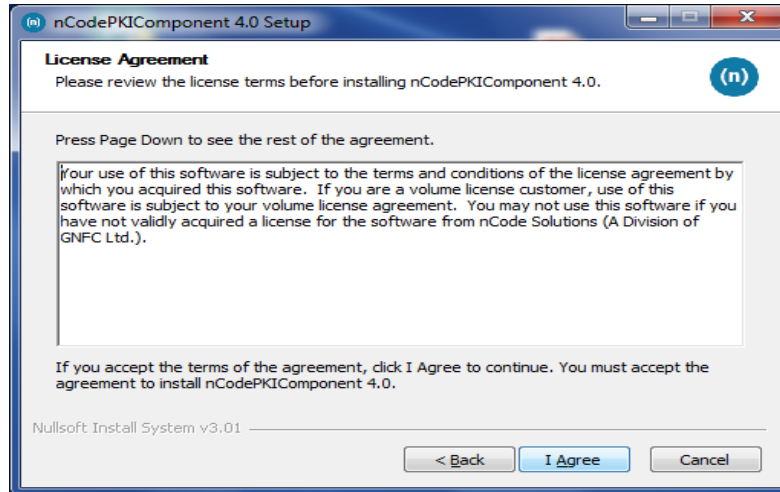 (n) nCodePKIComponent 4.0 Setup
License Agreement
Please review the license terms before installing nCodePKIComponent 4.0.
(n)
Press Page Down to see the rest of the agreement.
Your use of this software is subject to the terms and conditions of the license agreement by
which you acquired this software.  If you are a volume license customer, use of this
software is subject to your volume license agreement.  You may not use this software if you
have not validly acquired a license for the software from nCode Solutions (A Division of
GNFC Ltd.).
If you accept the terms of the agreement, click I Agree to continue. You must accept the
agreement to install nCodePKIComponent 4.0.
Nullsoft Install System v3.01
< Back I Agree Cancel